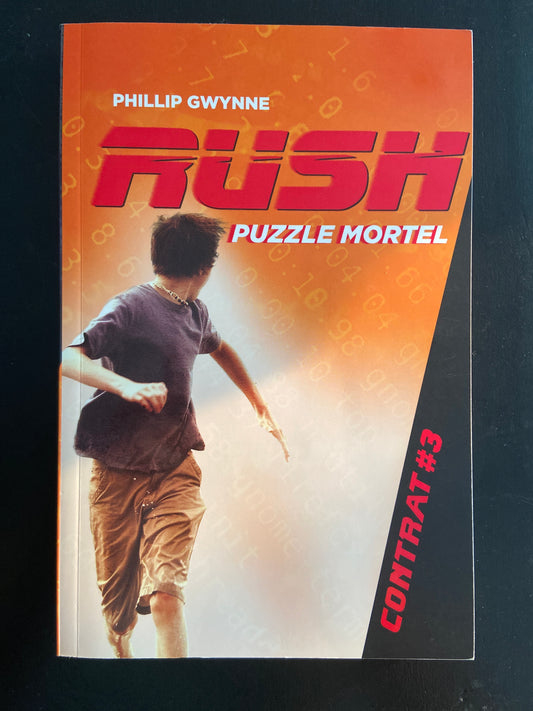 PHILLIP GWYNNE
RUSH
PUZZLE MORTEL
CONTRAT #3